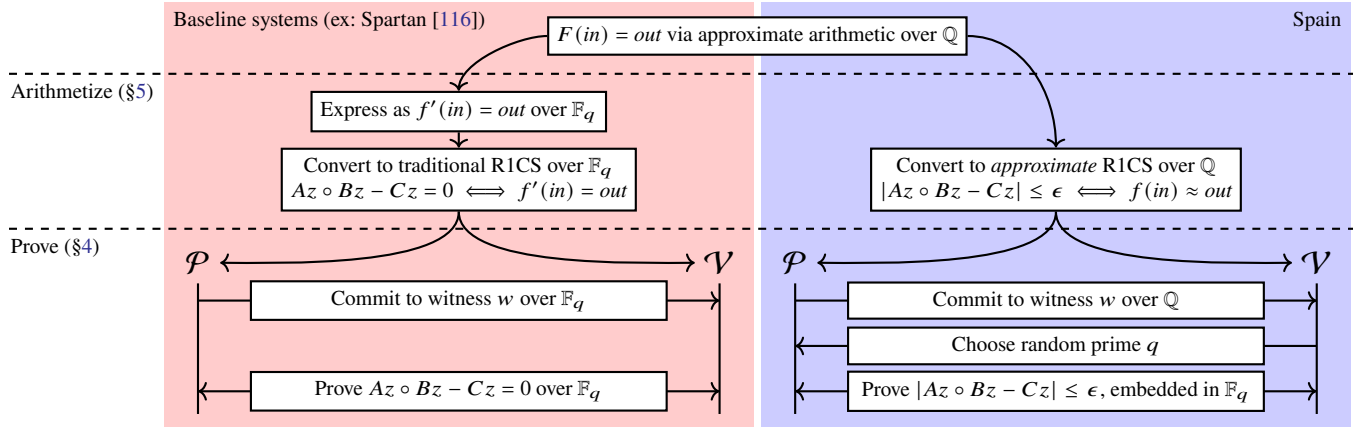 Baseline systems (ex: Spartan [116])
Spain
F(in) = out via approximate arithmetic over ℚ
Arithmetize (§5)
Express as f′(in) = out over 𝔽q
Convert to traditional R1CS over 𝔽q
Az ∘ Bz − Cz = 0 ⟺ f′(in) = out
Convert to approximate R1CS over ℚ
|Az ∘ Bz − Cz| ≤ ϵ ⟺ f(in) ≈ out
Prove (§4)
𝒫
𝒱
𝒫
𝒱
Commit to witness w over 𝔽q
Commit to witness w over ℚ
Choose random prime q
Prove Az ∘ Bz − Cz = 0 over 𝔽q
Prove |Az ∘ Bz − Cz| ≤ ϵ, embedded in 𝔽q